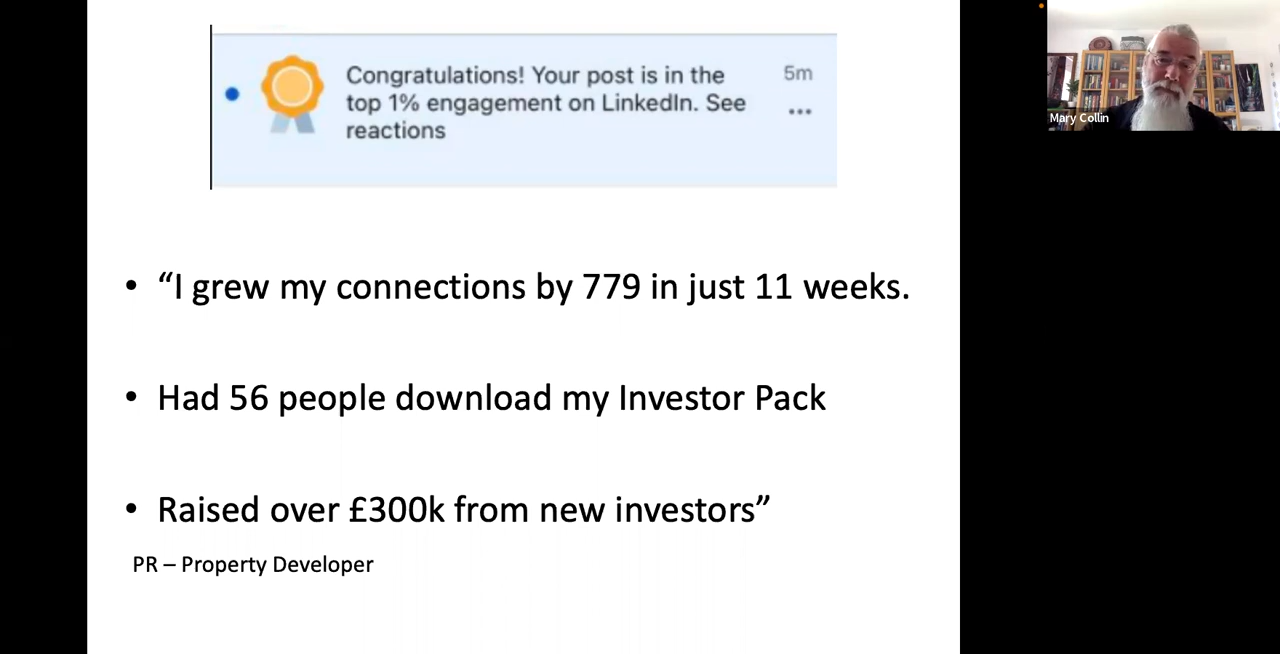 Congratulations! Your post is in the
top 1% engagement on LinkedIn. See
reactions
5m
• “I grew my connections by 779 in just 11 weeks.
• Had 56 people download my Investor Pack
• Raised over £300k from new investors”
PR – Property Developer
Mary Collin